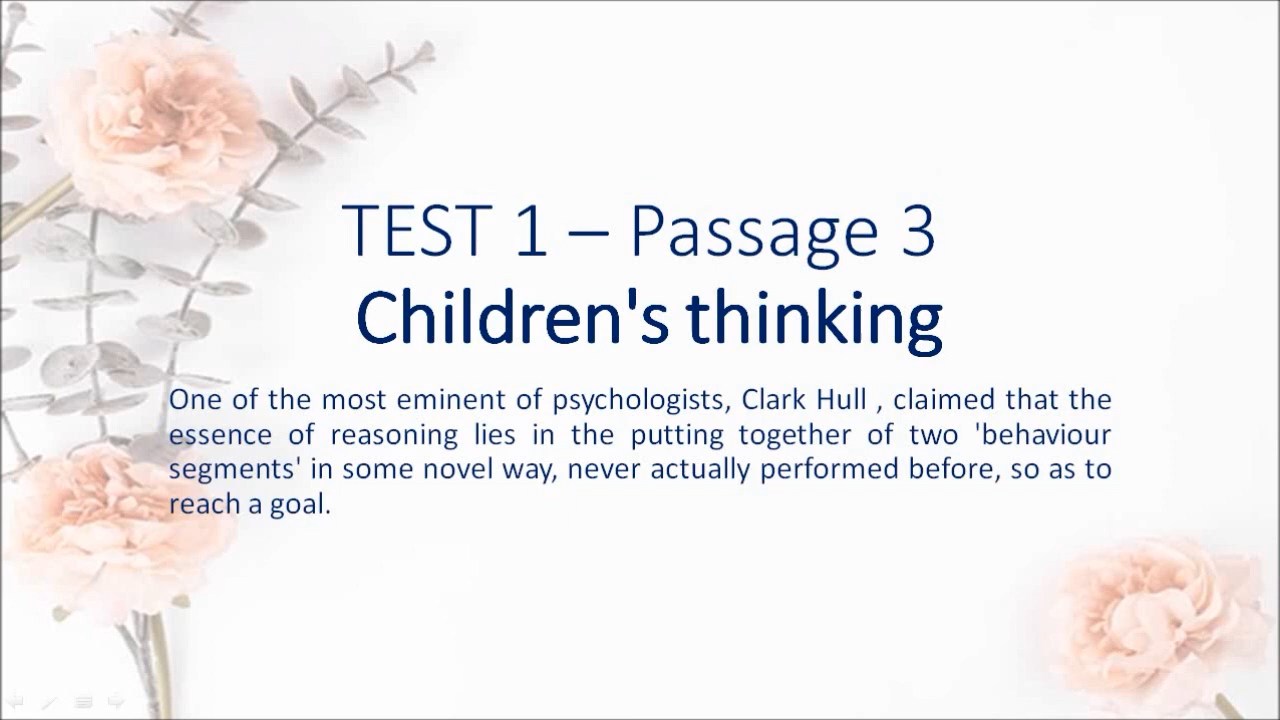 TEST 1 – Passage 3
Children's thinking
One of the most eminent of psychologists, Clark Hull , claimed that the
essence of reasoning lies in the putting together of two 'behaviour
segments' in some novel way, never actually performed before, so as to
reach a goal.